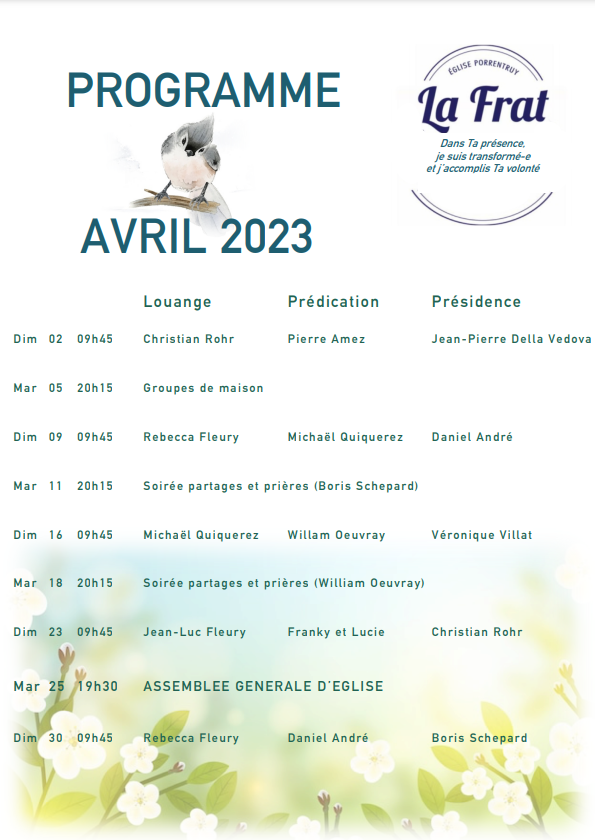 PROGRAMME
AVRIL 2023
ÉGLISE PORRENTRUY
La Frat
Dans Ta présence,
je suis transformé-e
et j'accomplis Ta volonté
Louange Prédication Présidence
Dim 02 09h45 Christian Rohr Pierre Amez Jean-Pierre Della Vedova
Mar 05 20h15 Groupes de maison
Dim 09 09h45 Rebecca Fleury Michaël Quiquerez Daniel André
Mar 11 20h15 Soirée partages et prières (Boris Schepard)
Dim 16 09h45 Michaël Quiquerez Willam Oeuvray Véronique Villat
Mar 18 20h15 Soirée partages et prières (William Oeuvray)
Dim 23 09h45 Jean-Luc Fleury Franky et Lucie Christian Rohr
Mar 25 19h30 ASSEMBLEE GENERALE D'EGLISE
Dim 30 09h45 Rebecca Fleury Daniel André Boris Schepard